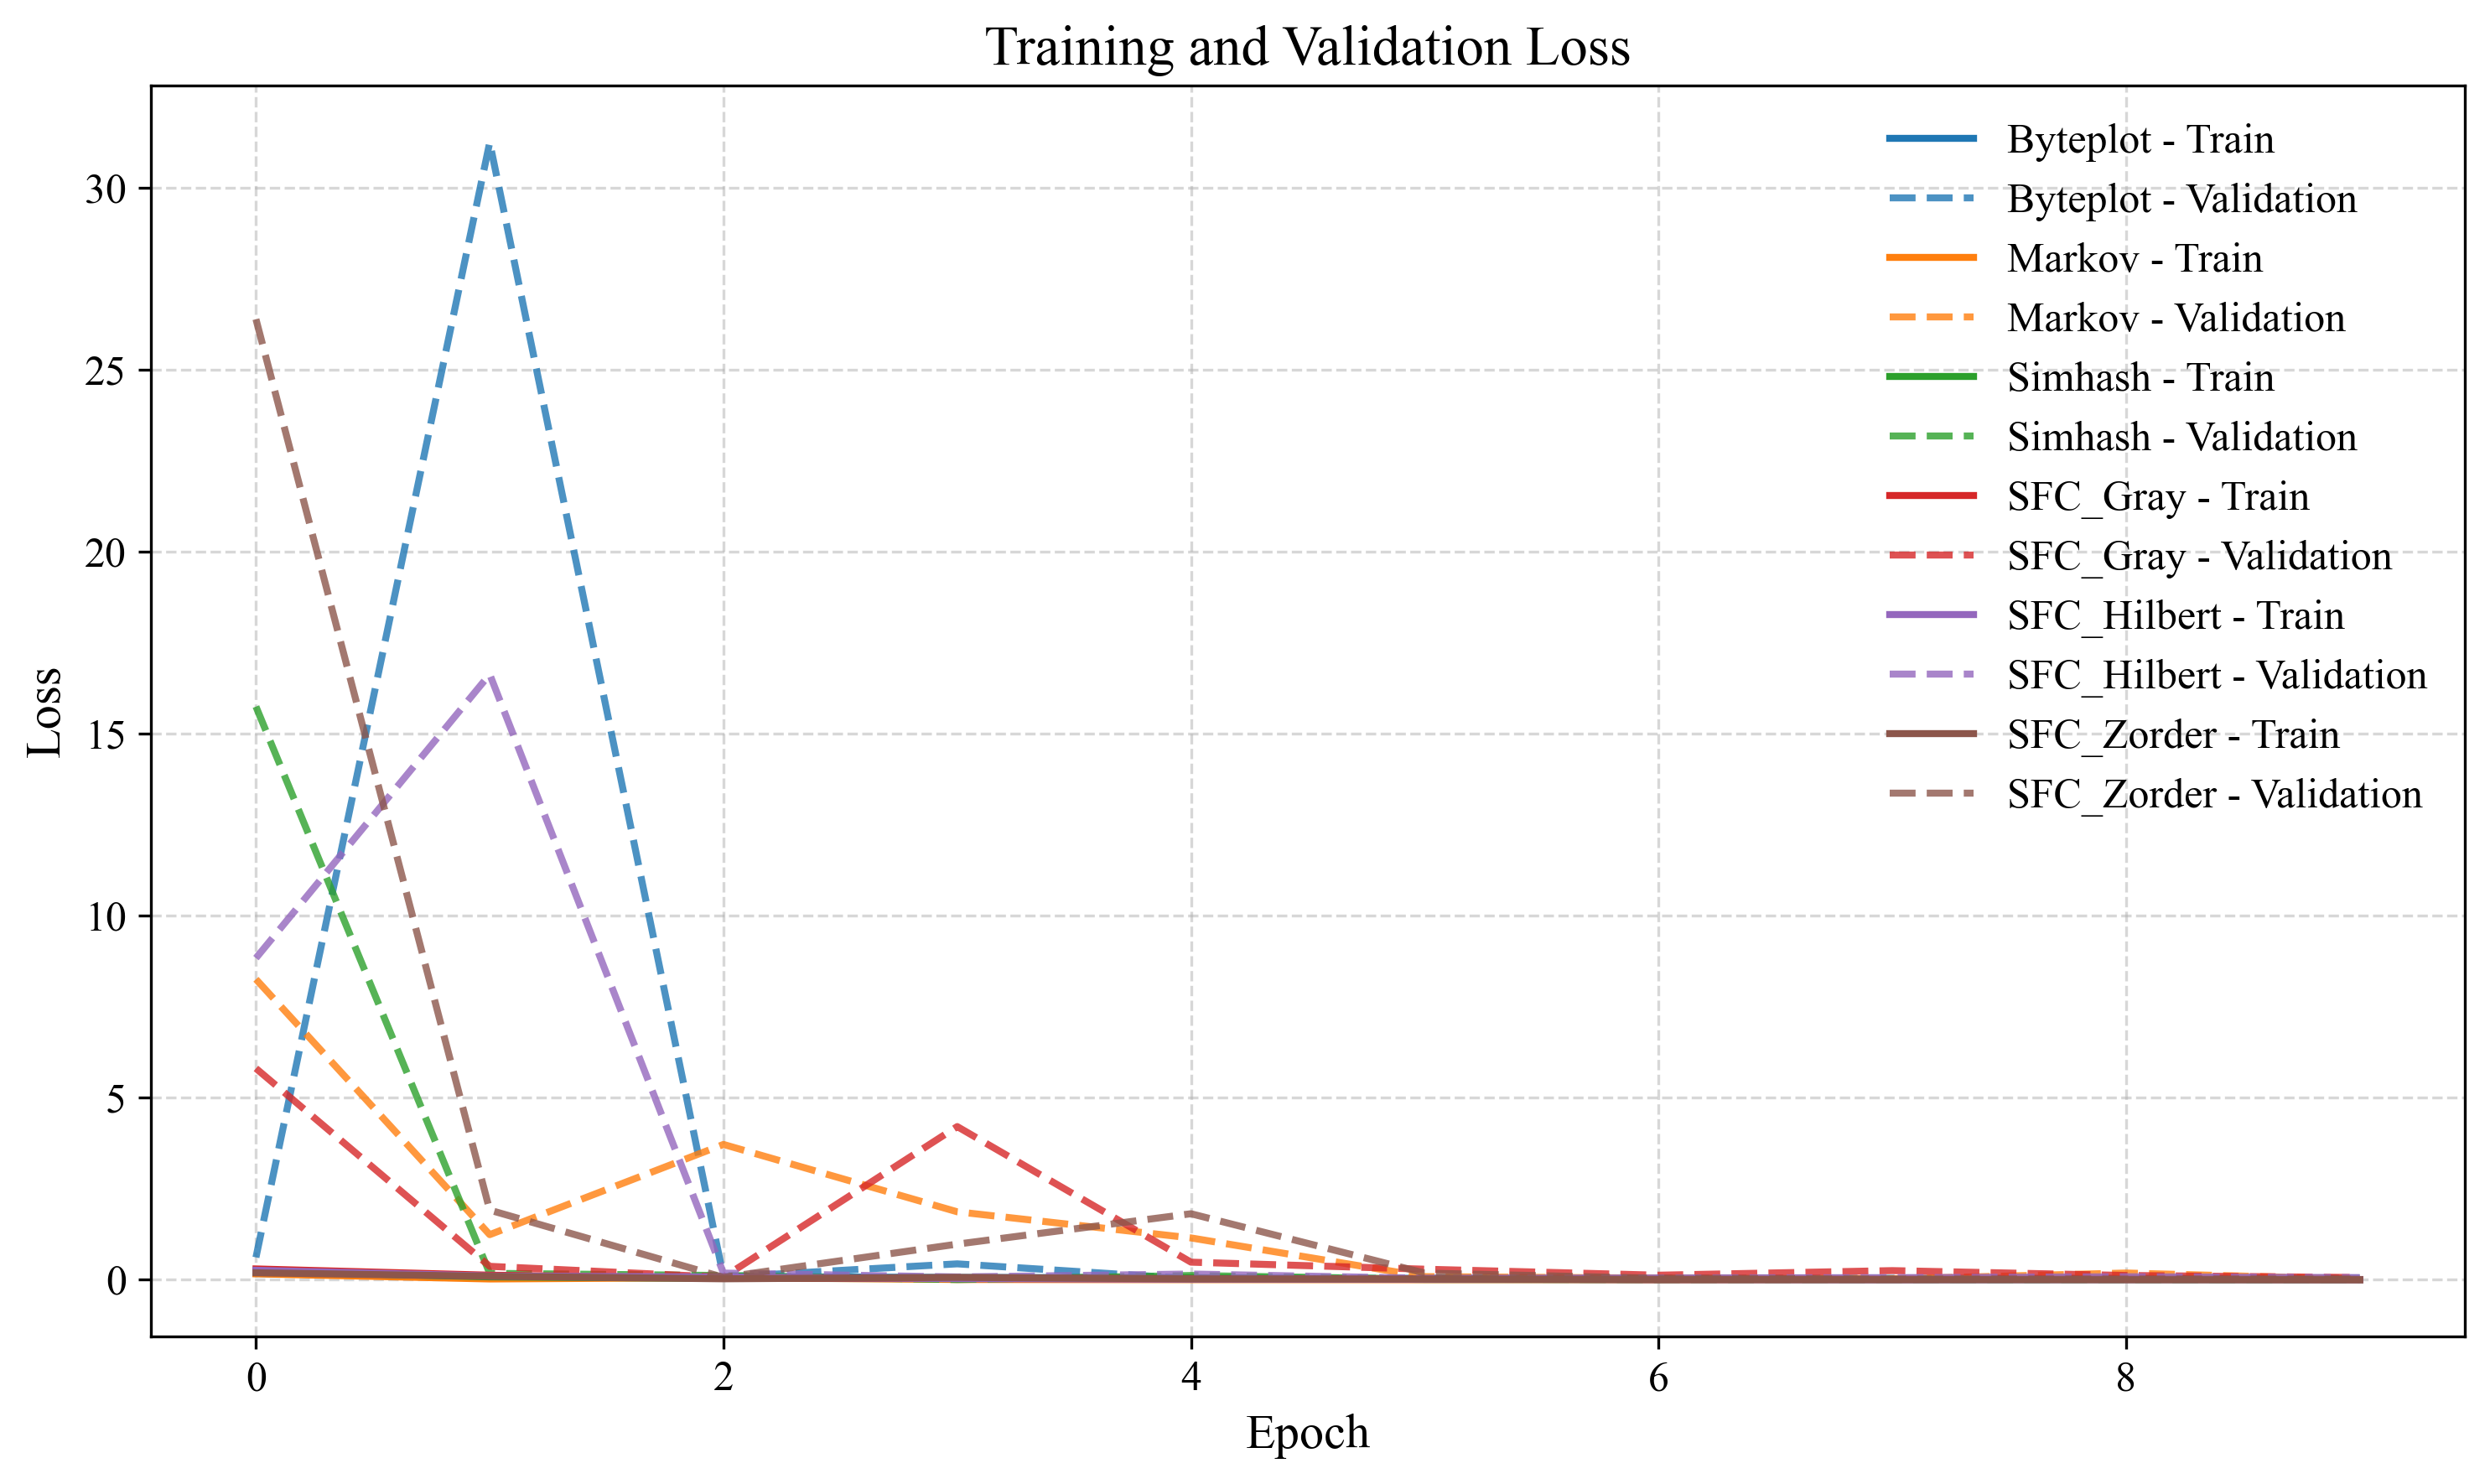 Training and Validation Loss
Byteplot - Train
Byteplot - Validation
Markov - Train
Markov - Validation
Simhash - Train
Simhash - Validation
SFC_Gray - Train
SFC_Gray - Validation
SFC_Hilbert - Train
SFC_Hilbert - Validation
SFC_Zorder - Train
SFC_Zorder - Validation
Loss
30
25
20
15
10
5
0
0 2 4 6 8
Epoch